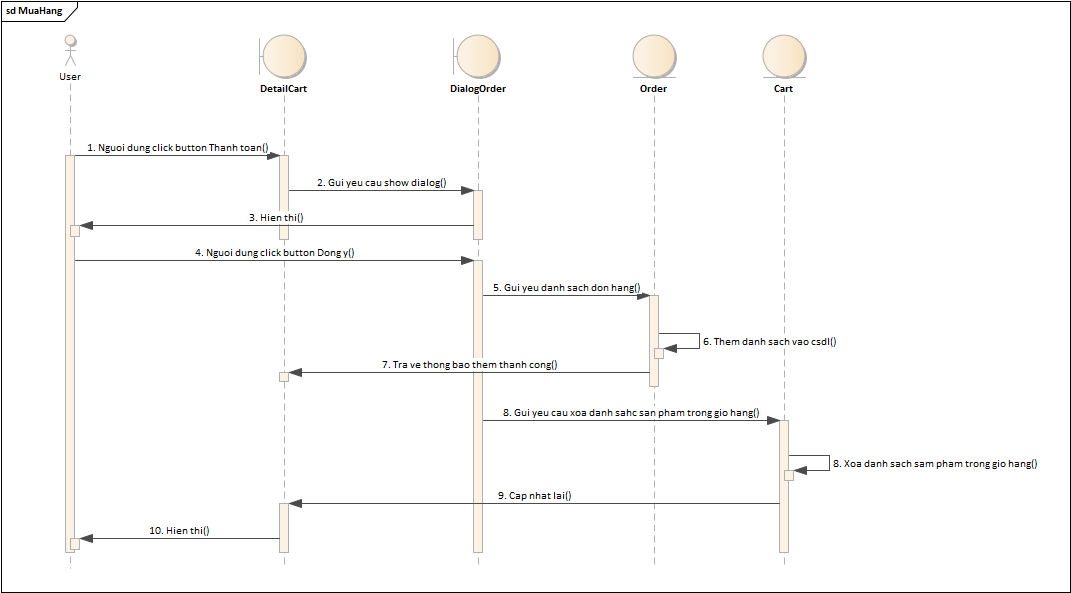 sd MuaHang
User
DetailCart
DialogOrder
Order
Cart
1. Nguoi dung click button Thanh toan()
2. Gui yeu cau show dialog()
3. Hien thi()
4. Nguoi dung click button Dong y()
5. Gui yeu danh sach don hang()
6. Them danh sach vao csdl()
7. Tra ve thong bao them thanh cong()
8. Gui yeu cau xoa danh sahc san pham trong gio hang()
8. Xoa danh sach sam pham trong gio hang()
9. Cap nhat lai()
10. Hien thi()